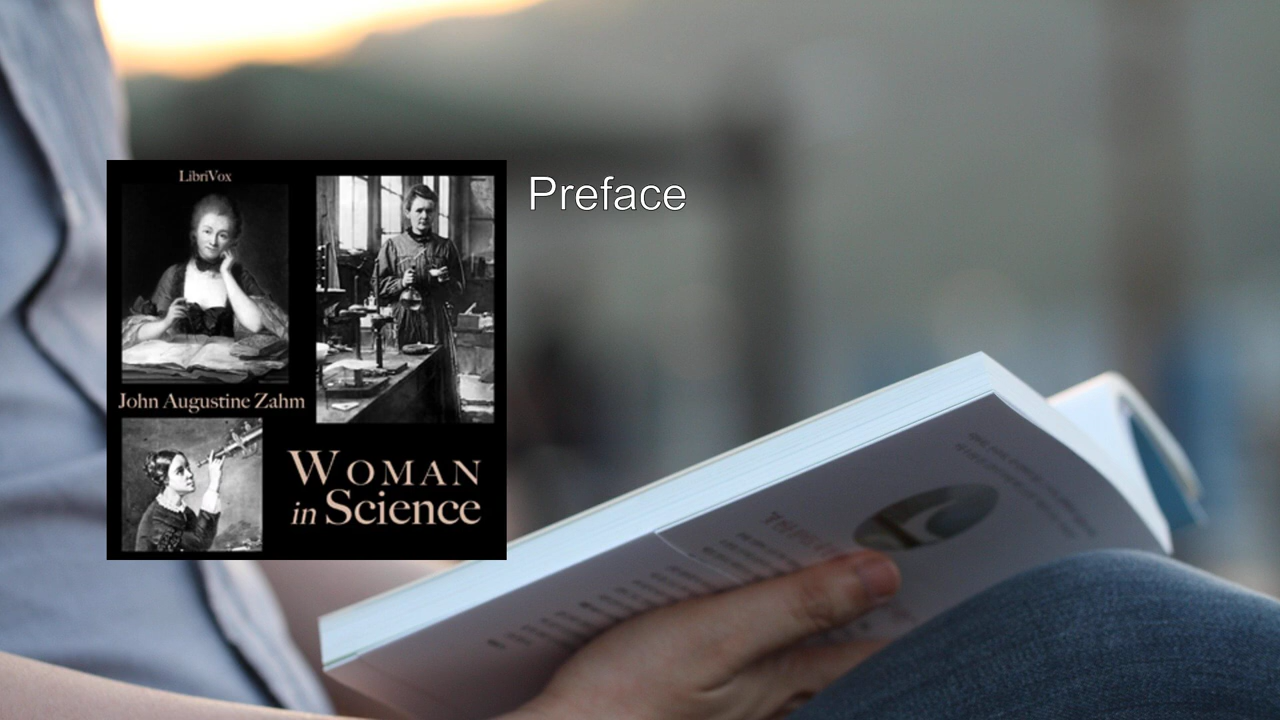 LibriVox
John Augustine Zahm
WOMAN
in Science
Preface